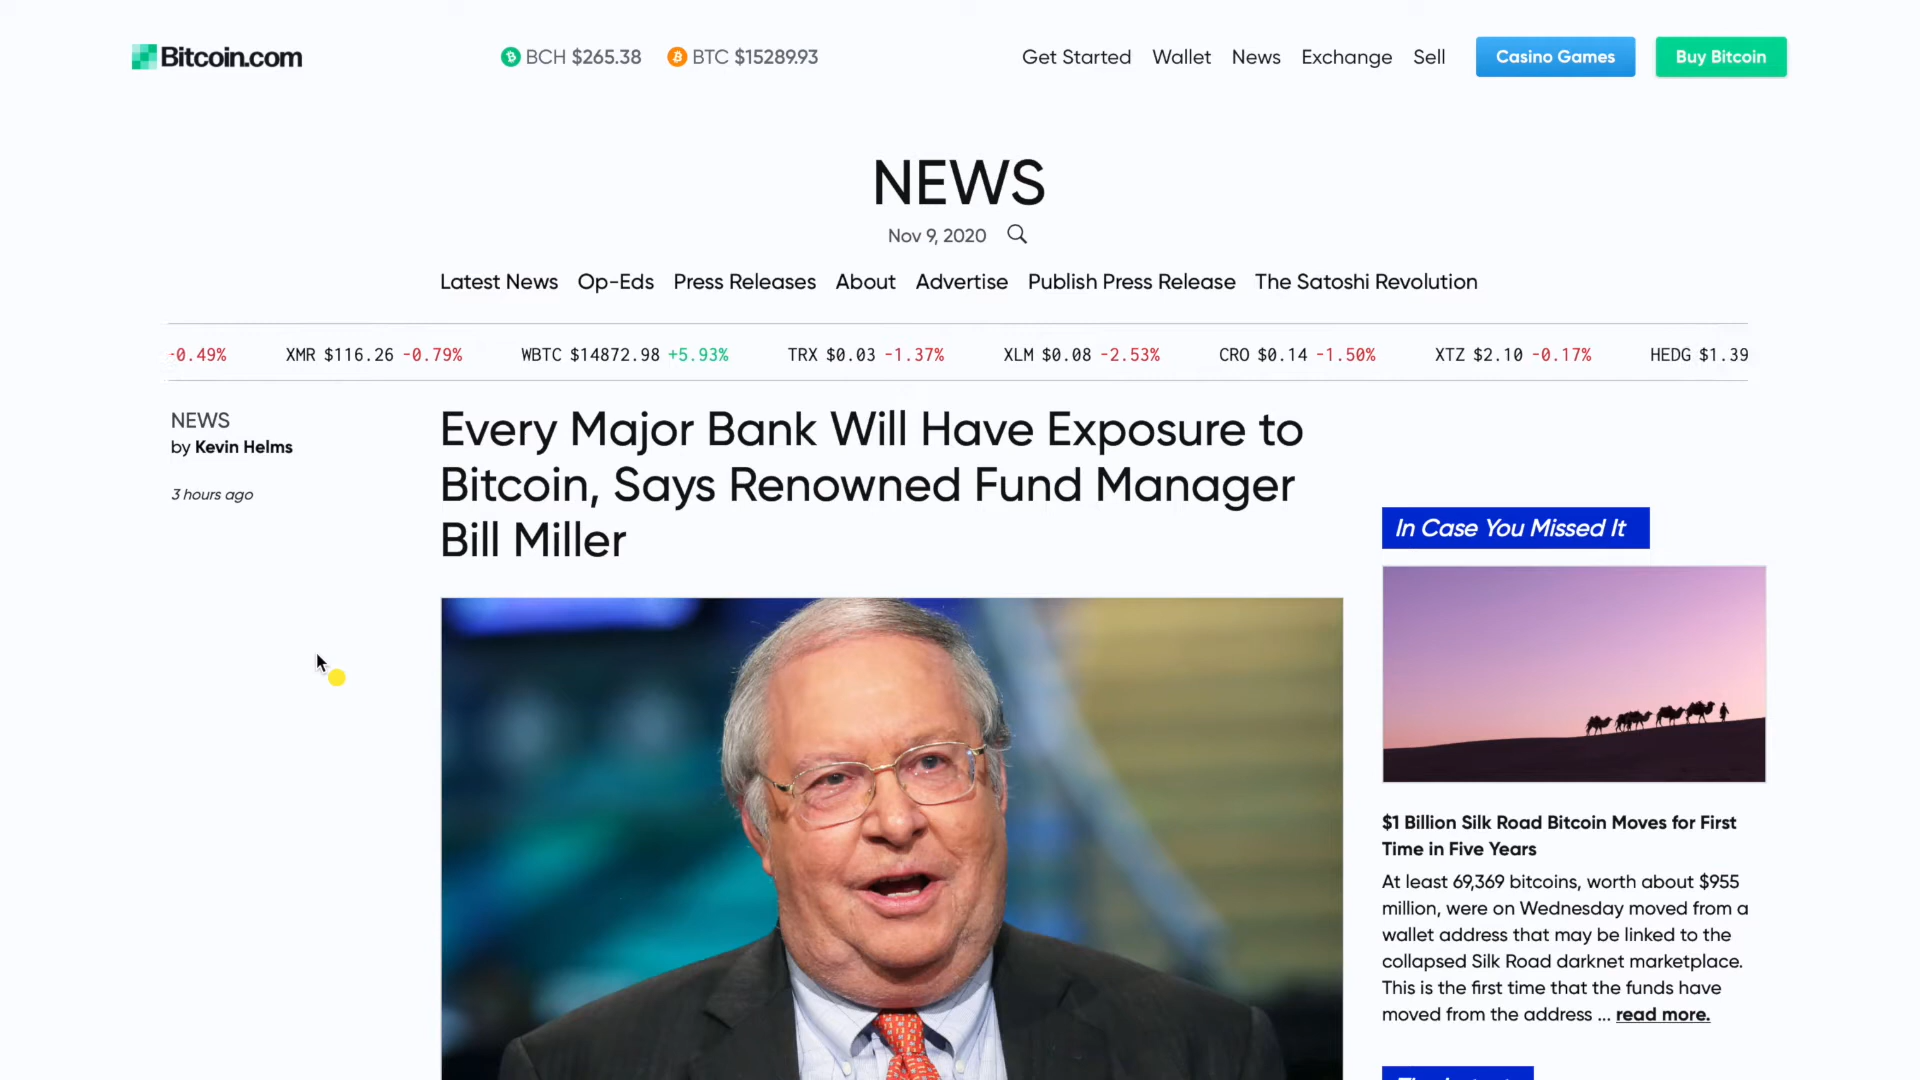 Bitcoin.com
BCH $265.38 BTC $15289.93
Get Started Wallet News Exchange Sell Casino Games Buy Bitcoin
NEWS
Nov 9, 2020
Latest News Op-Eds Press Releases About Advertise Publish Press Release The Satoshi Revolution
-0.49% XMR $116.26 -0.79% WBTC $14872.98 +5.93% TRX $0.03 -1.37% XLM $0.08 -2.53% CRO $0.14 -1.50% XTZ $2.10 -0.17% HEDG $1.39
NEWS
by Kevin Helms
3 hours ago
Every Major Bank Will Have Exposure to
Bitcoin, Says Renowned Fund Manager
Bill Miller
In Case You Missed It
$1 Billion Silk Road Bitcoin Moves for First
Time in Five Years
At least 69,369 bitcoins, worth about $955
million, were on Wednesday moved from a
wallet address that may be linked to the
collapsed Silk Road darknet marketplace.
This is the first time that the funds have
moved from the address ... read more.